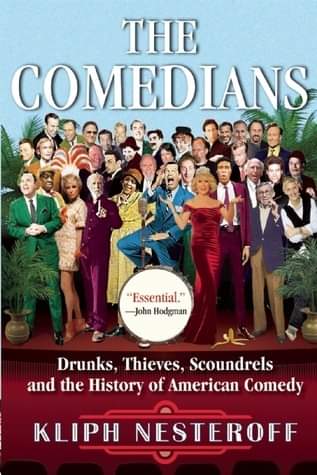 THE
COMEDIANS
"Essential."
—John Hodgman
Drunks, Thieves, Scoundrels
and the History of American Comedy
KLIPH NESTEROFF